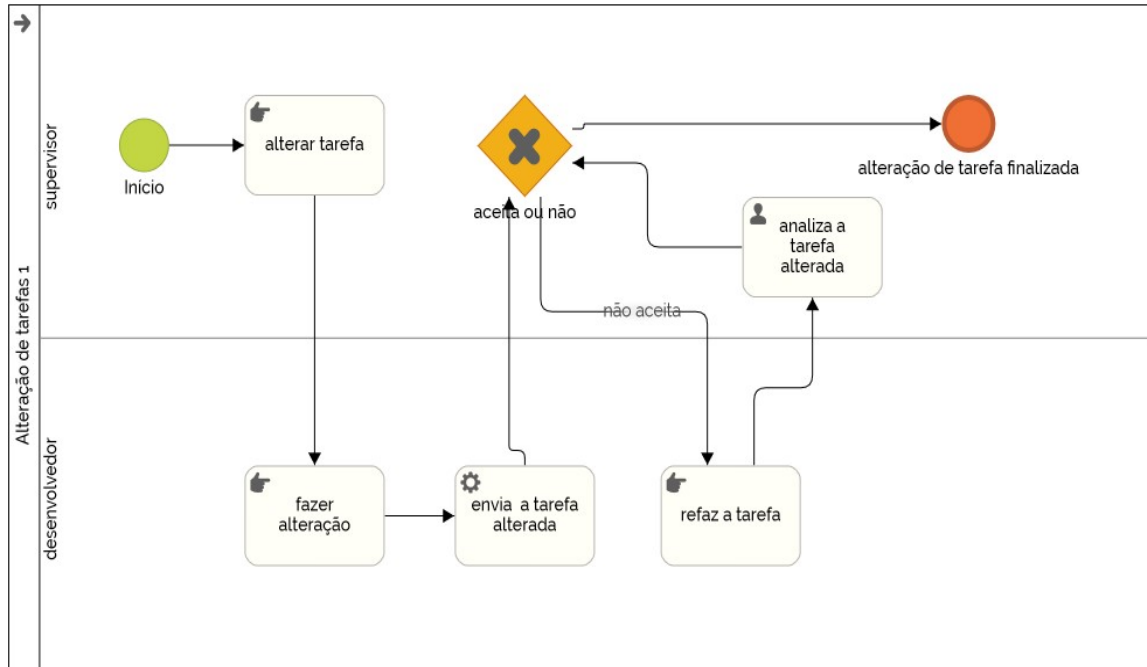 Alteração de tarefas 1
supervisor
Início
alterar tarefa
aceita ou não
alteração de tarefa finalizada
analiza a
tarefa
alterada
não aceita
desenvolvedor
fazer
alteração
envia a tarefa
alterada
refaz a tarefa